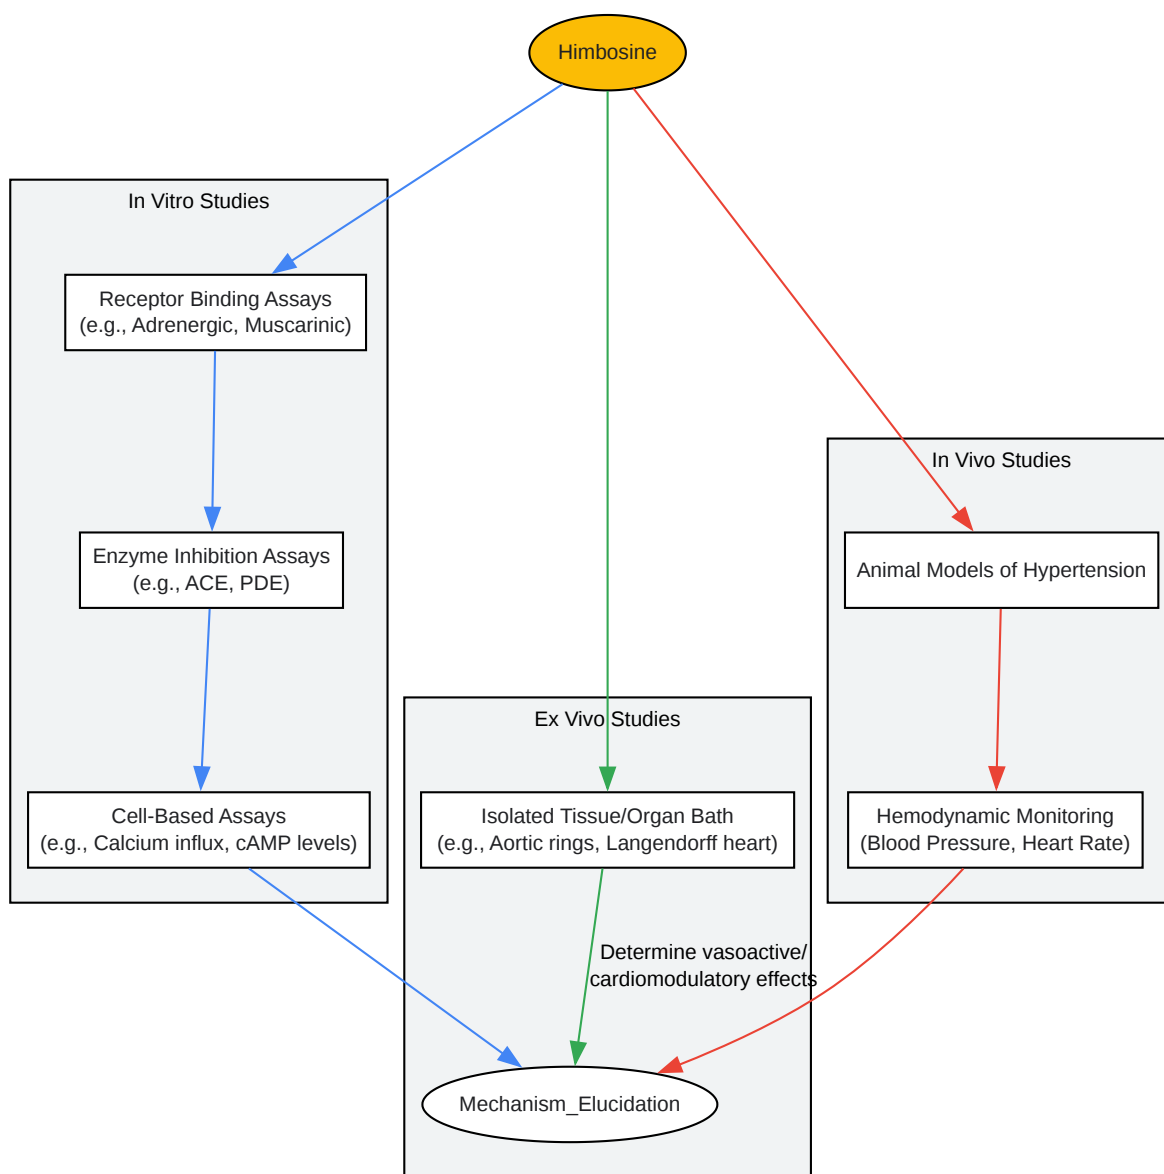 Himbosine
In Vitro Studies
Receptor Binding Assays
(e.g., Adrenergic, Muscarinic)
Enzyme Inhibition Assays
(e.g., ACE, PDE)
Cell-Based Assays
(e.g., Calcium influx, cAMP levels)
Ex Vivo Studies
Isolated Tissue/Organ Bath
(e.g., Aortic rings, Langendorff heart)
Determine vasoactive/
cardiomodulatory effects
Mechanism_Elucidation
In Vivo Studies
Animal Models of Hypertension
Hemodynamic Monitoring
(Blood Pressure, Heart Rate)